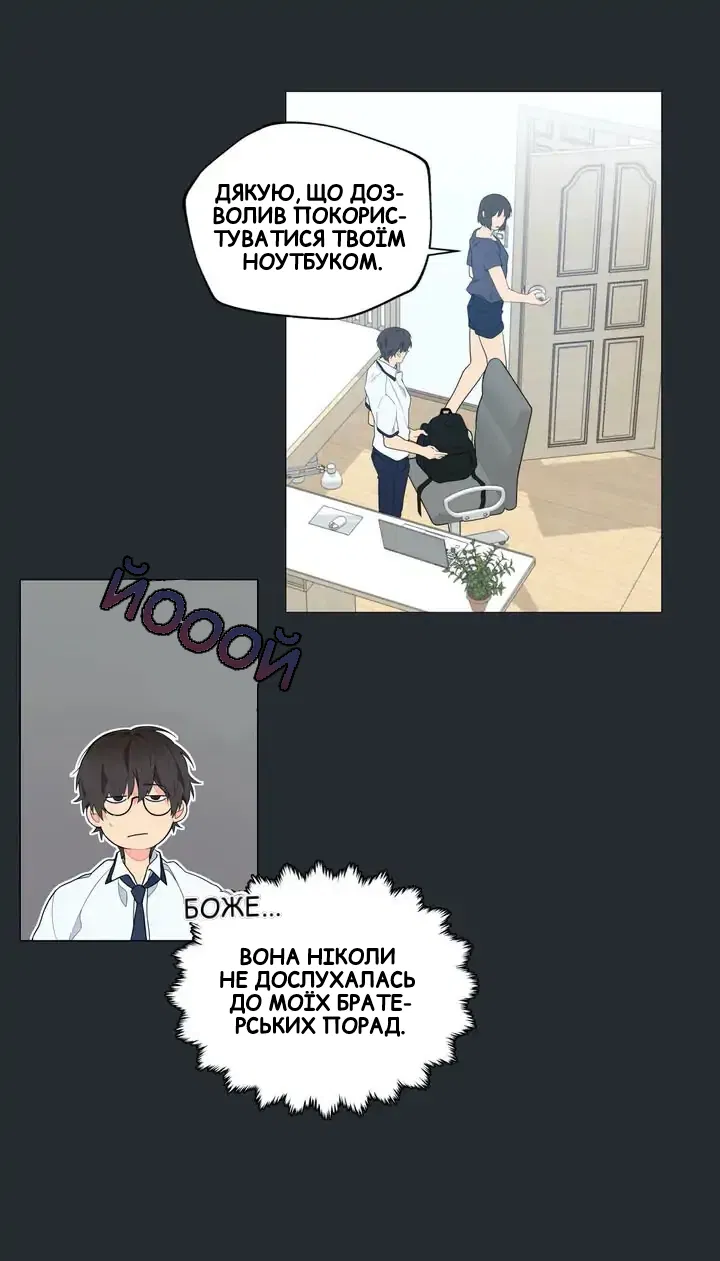 ДЯКУЮ, ЩО ДОЗ-
ВОЛИВ ПОКОРИС-
ТУВАТИСЯ ТВОЇМ
НОУТБУКОМ.
ЙОООЙ
БОЖЕ...
ВОНА НІКОЛИ
НЕ ДОСЛУХАЛАСЬ
ДО МОЇХ БРАТЕ-
РСЬКИХ ПОРАД.